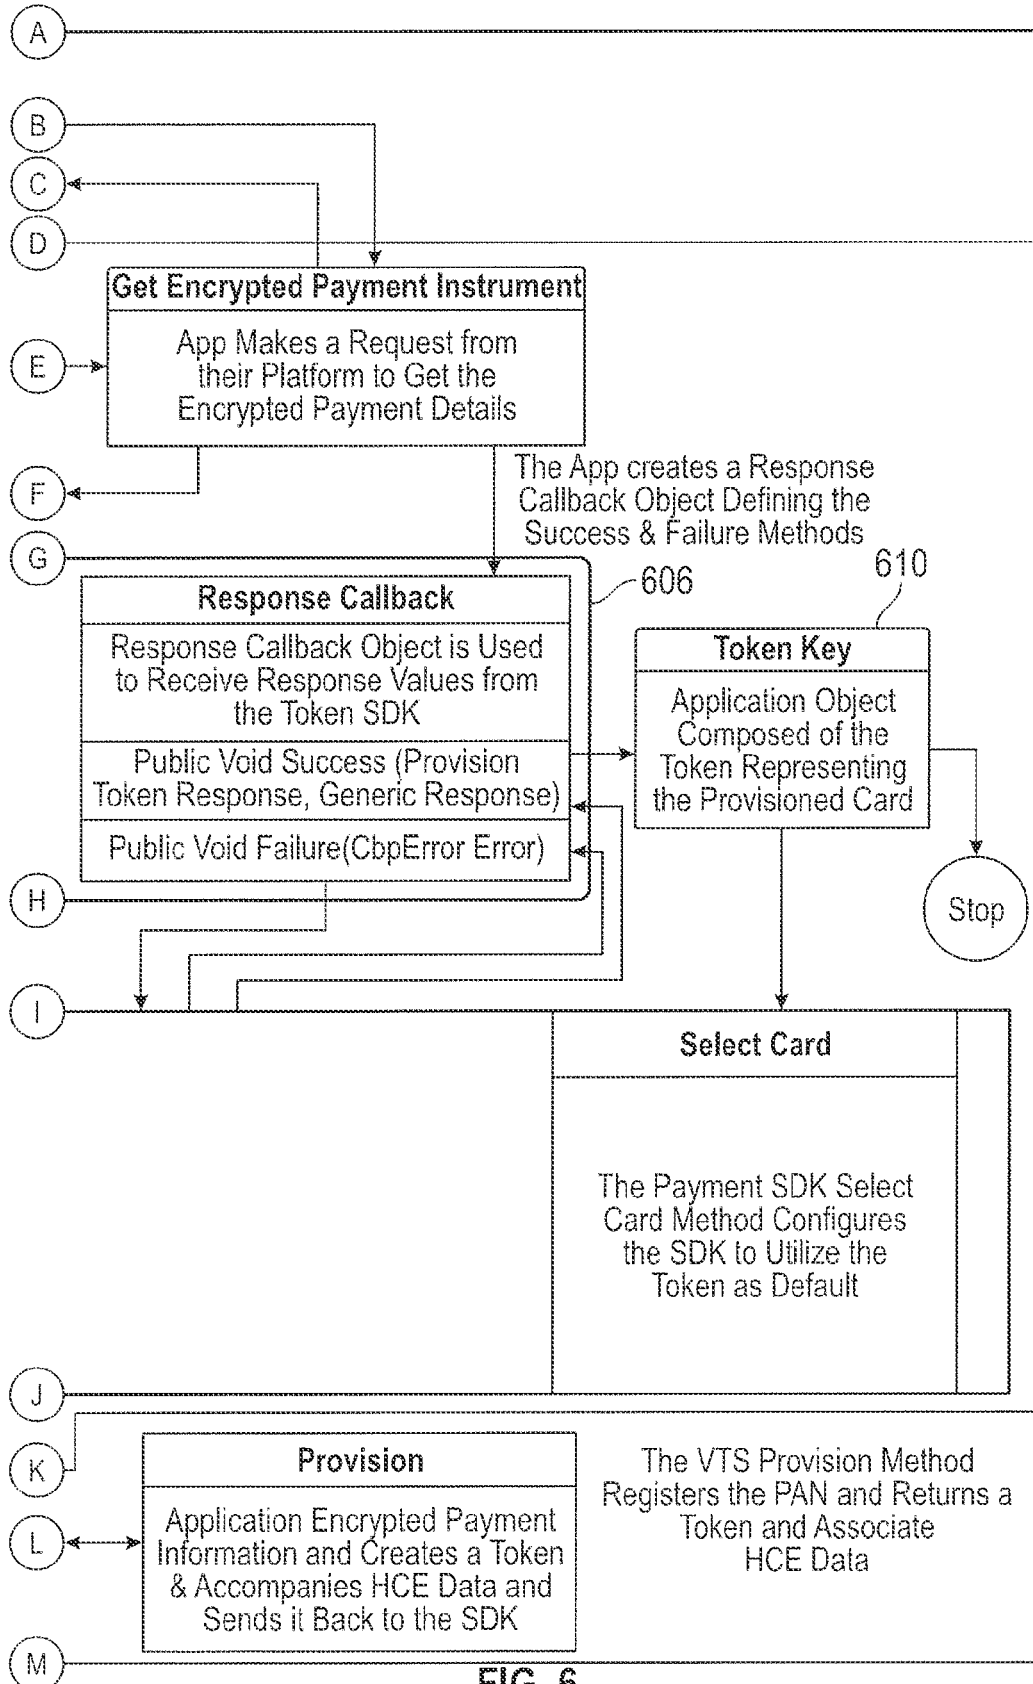 A
B
C
D
Get Encrypted Payment Instrument
E
App Makes a Request from
their Platform to Get the
Encrypted Payment Details
F
The App creates a Response
Callback Object Defining the
Success & Failure Methods
G
606
610
Response Callback
Response Callback Object is Used
to Receive Response Values from
the Token SDK
Public Void Success (Provision
Token Response, Generic Response)
Public Void Failure(CbpError Error)
Token Key
Application Object
Composed of the
Token Representing
the Provisioned Card
H
Stop
I
Select Card
The Payment SDK Select
Card Method Configures
the SDK to Utilize the
Token as Default
J
K
Provision
Application Encrypted Payment
Information and Creates a Token
& Accompanies HCE Data and
Sends it Back to the SDK
The VTS Provision Method
Registers the PAN and Returns a
Token and Associate
HCE Data
L
M
FIG. 6